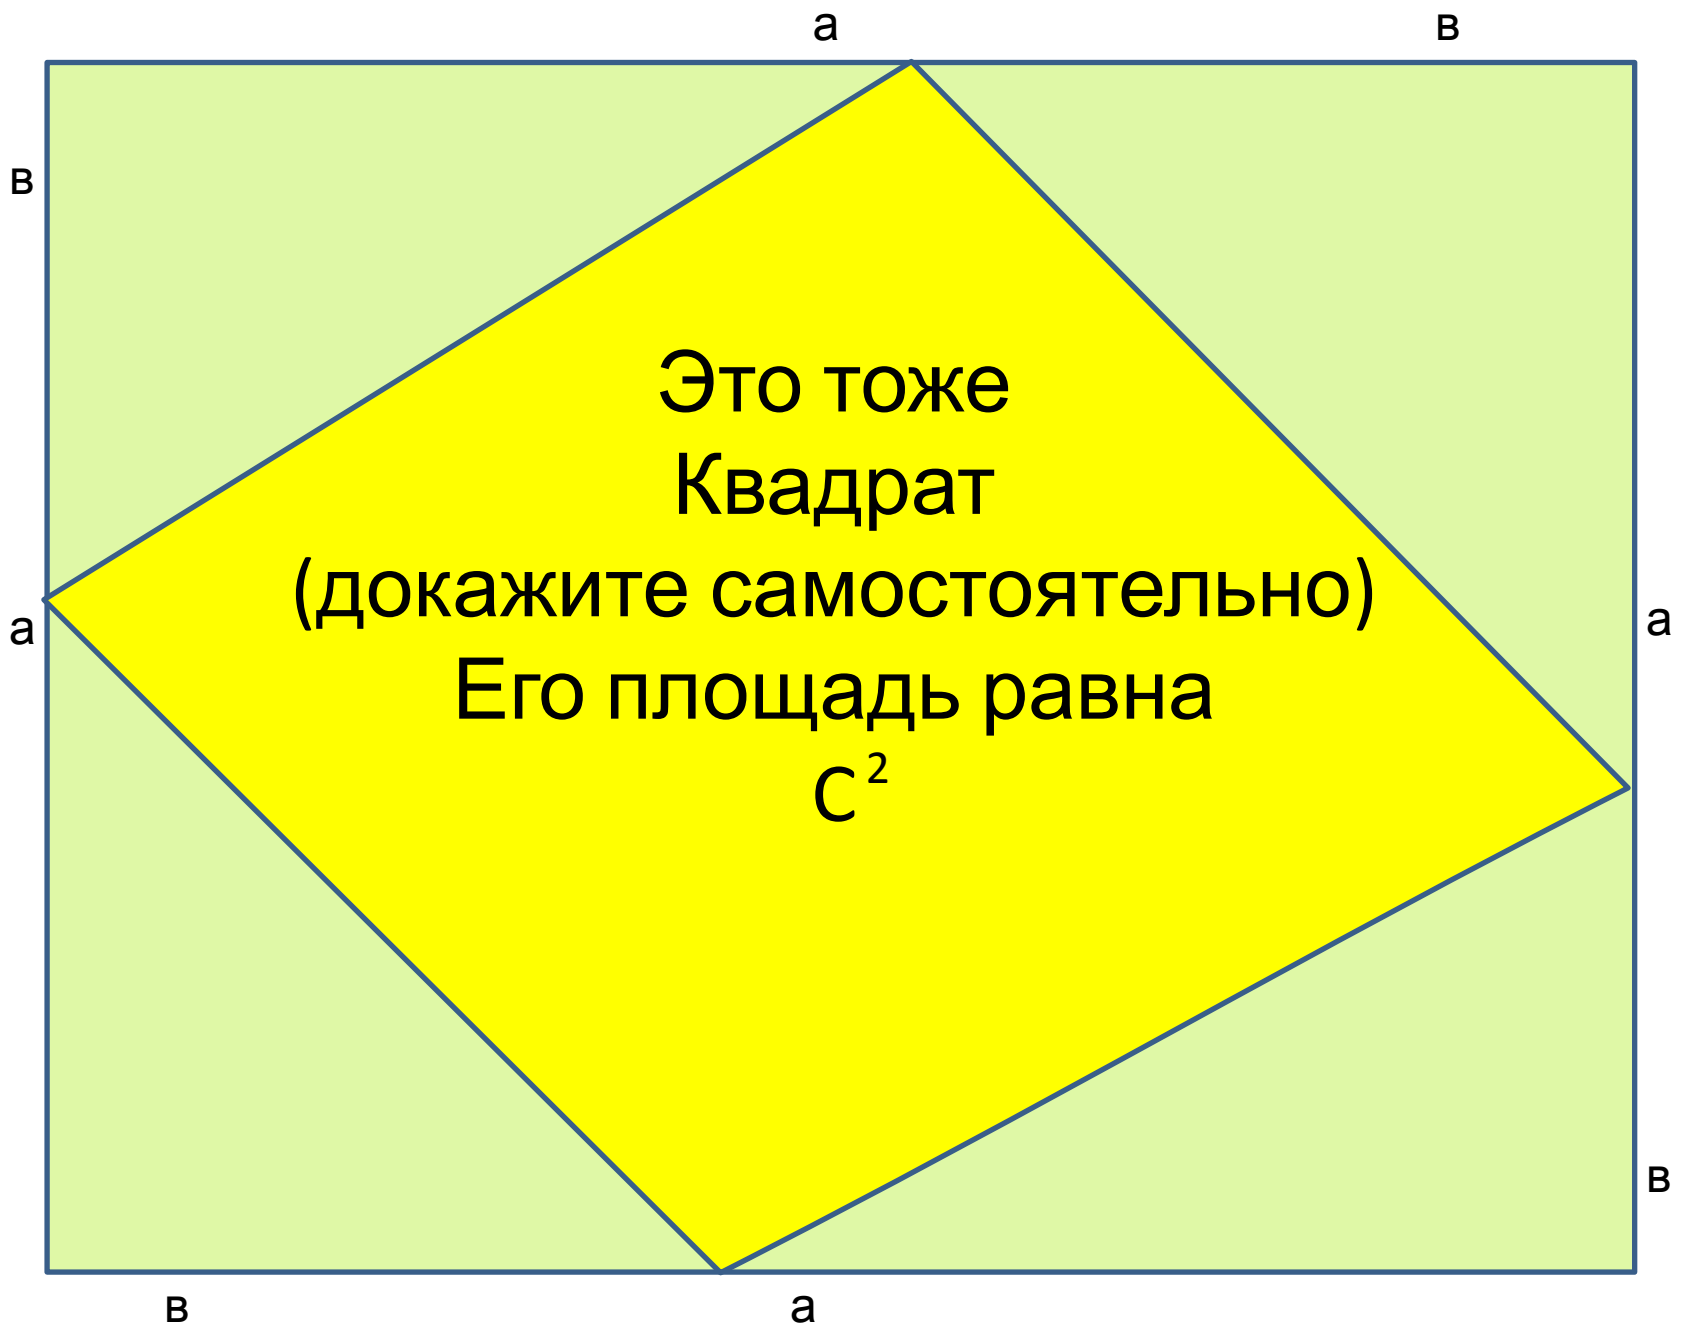 а
в
в
Это тоже
Квадрат
(докажите самостоятельно)
а
а
Его площадь равна
С²
в
в
а